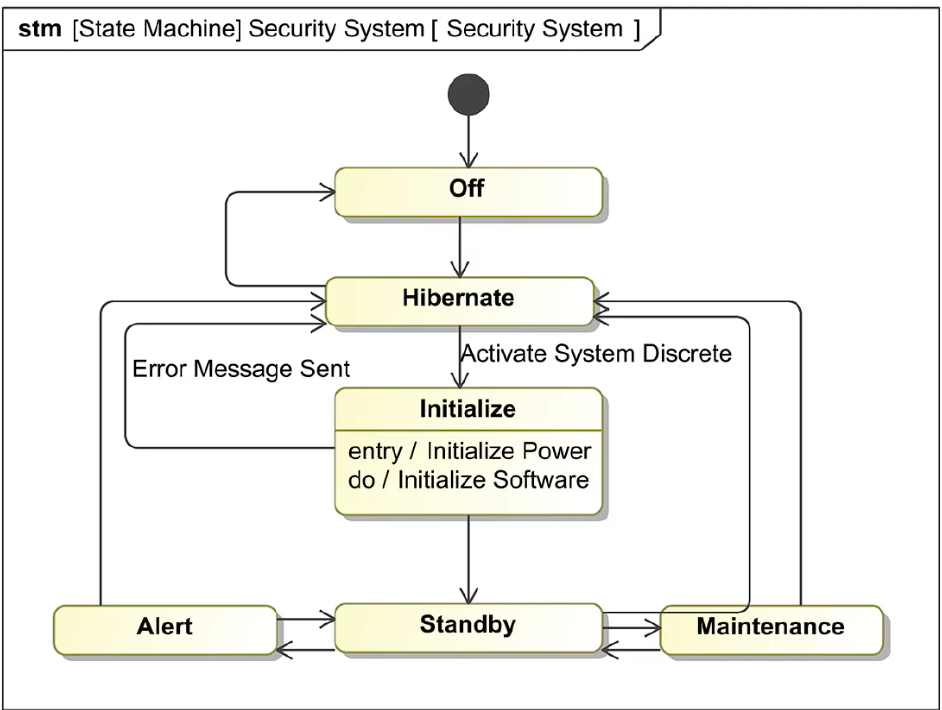 stm [State Machine] Security System [ Security System ]
Off
Hibernate
Activate System Discrete
Error Message Sent
Initialize
entry / Initialize Power
do / Initialize Software
Alert
Standby
Maintenance